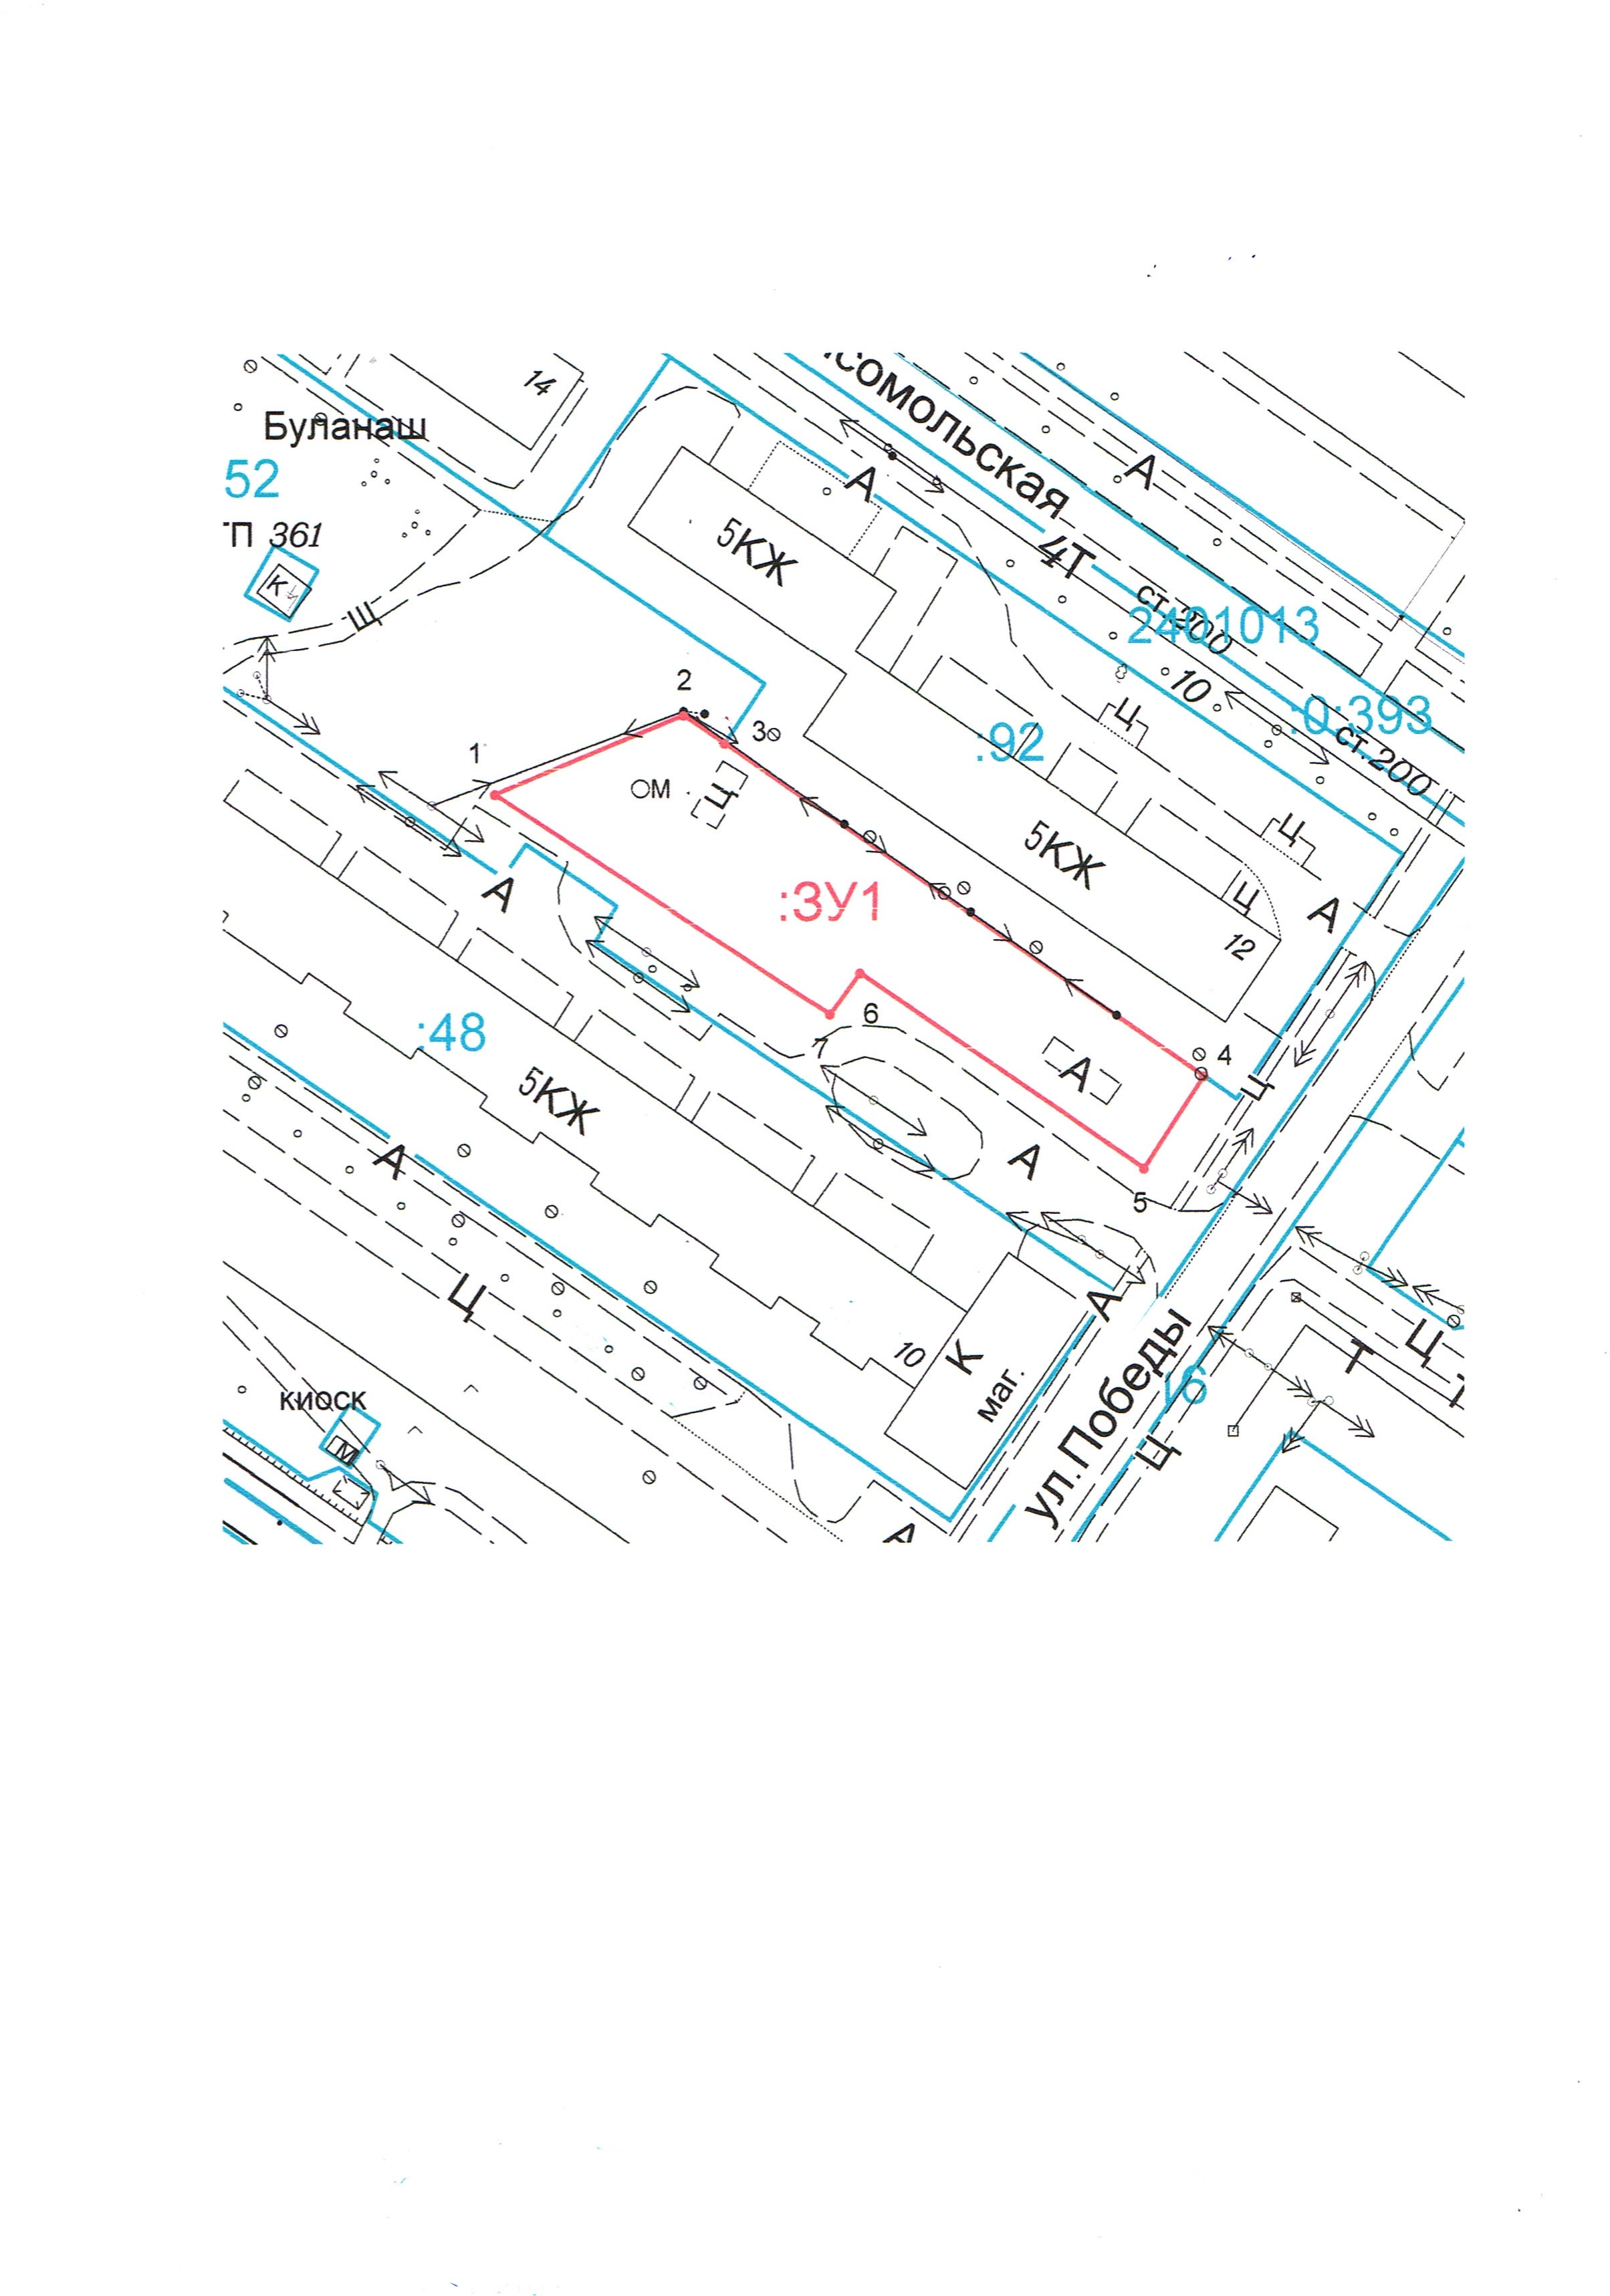 14
сомольская
Буланаш
52
А
А
ТП 361
5КЖ
4Т
К
ст.200
2401013
Щ
2
10
Ц
:0:393
1
3
:92
ст.200
ОМ
Ц
Ц
5КЖ
А
:ЗУ1
Ц
А
12
6
:48
7
4
5КЖ
А
Ц
А
А
5
Ц
А
10
К
ул.Победы
Т
Ц
маг.
16
киоск
М
Ц
А